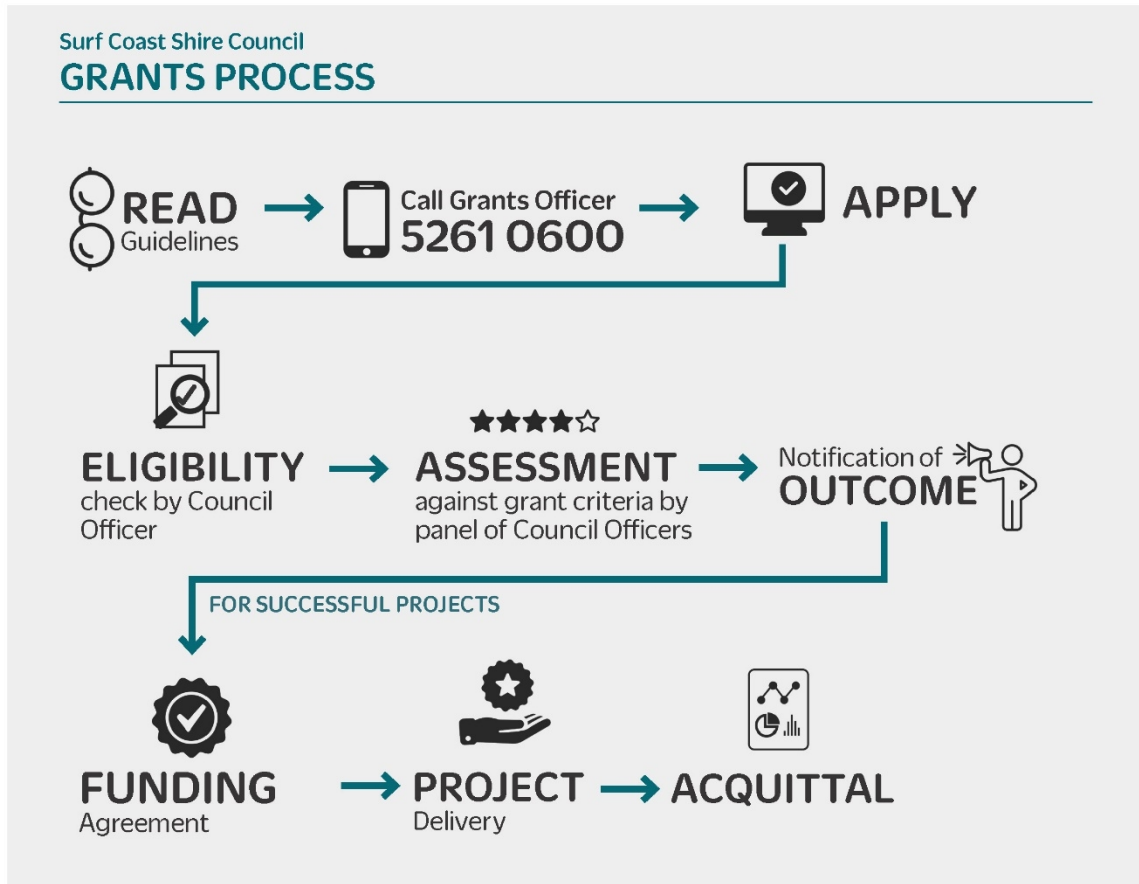 Surf Coast Shire Council
GRANTS PROCESS
READ
Guidelines
Call Grants Officer
5261 0600
APPLY
ELIGIBILITY
check by Council
Officer
ASSESSMENT
against grant criteria by
panel of Council Officers
Notification of
OUTCOME
FOR SUCCESSFUL PROJECTS
FUNDING
Agreement
PROJECT
Delivery
ACQUITTAL